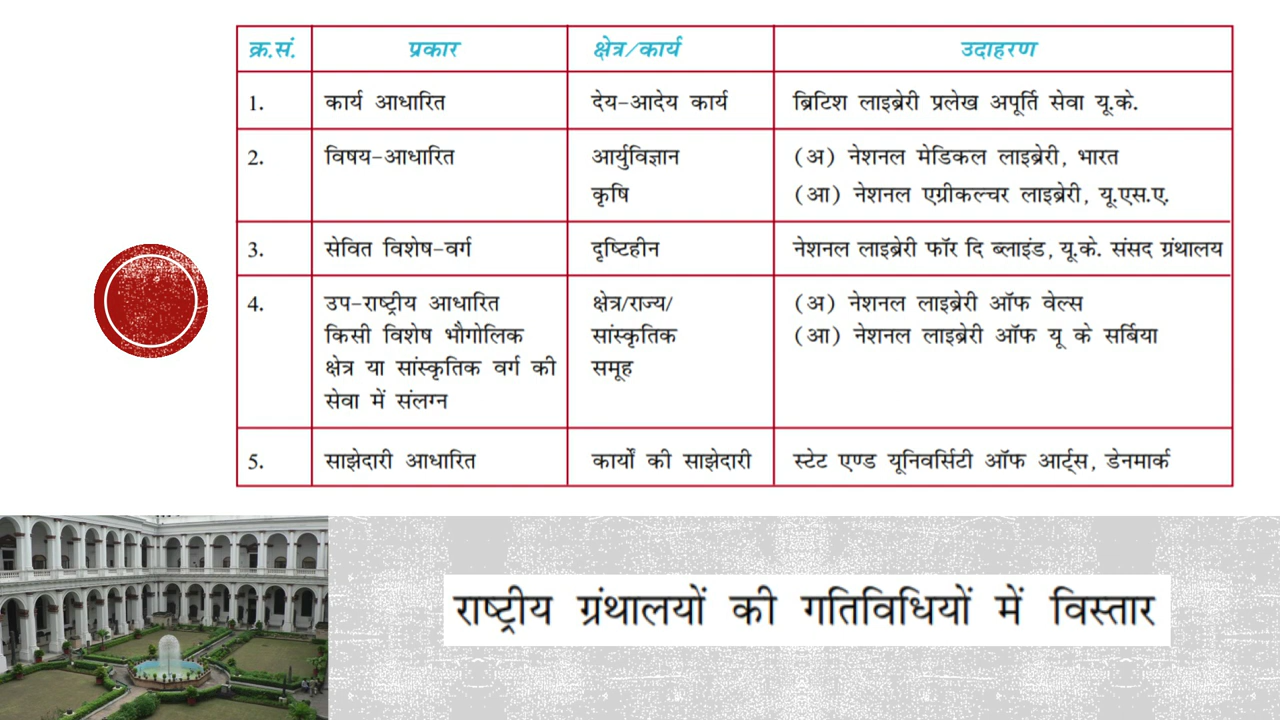 क्र.सं. प्रकार क्षेत्र/कार्य उदाहरण
1. कार्य आधारित देय-आदेय कार्य ब्रिटिश लाइब्रेरी प्रलेख अपूर्ति सेवा यू.के.
2. विषय-आधारित आर्युविज्ञान (अ) नेशनल मेडिकल लाइब्रेरी, भारत
कृषि (आ) नेशनल एग्रीकल्चर लाइब्रेरी, यू.एस.ए.
3. सेवित विशेष-वर्ग दृष्टिहीन नेशनल लाइब्रेरी फॉर दि ब्लाइंड, यू.के. संसद ग्रंथालय
4. उप-राष्ट्रीय आधारित क्षेत्र/राज्य/ (अ) नेशनल लाइब्रेरी ऑफ वेल्स
किसी विशेष भौगोलिक सांस्कृतिक (आ) नेशनल लाइब्रेरी ऑफ यू के सर्बिया
क्षेत्र या सांस्कृतिक वर्ग की समूह
सेवा में संलग्न
5. साझेदारी आधारित कार्यों की साझेदारी स्टेट एण्ड यूनिवर्सिटी ऑफ आर्ट्स, डेनमार्क
राष्ट्रीय ग्रंथालयों की गतिविधियों में विस्तार